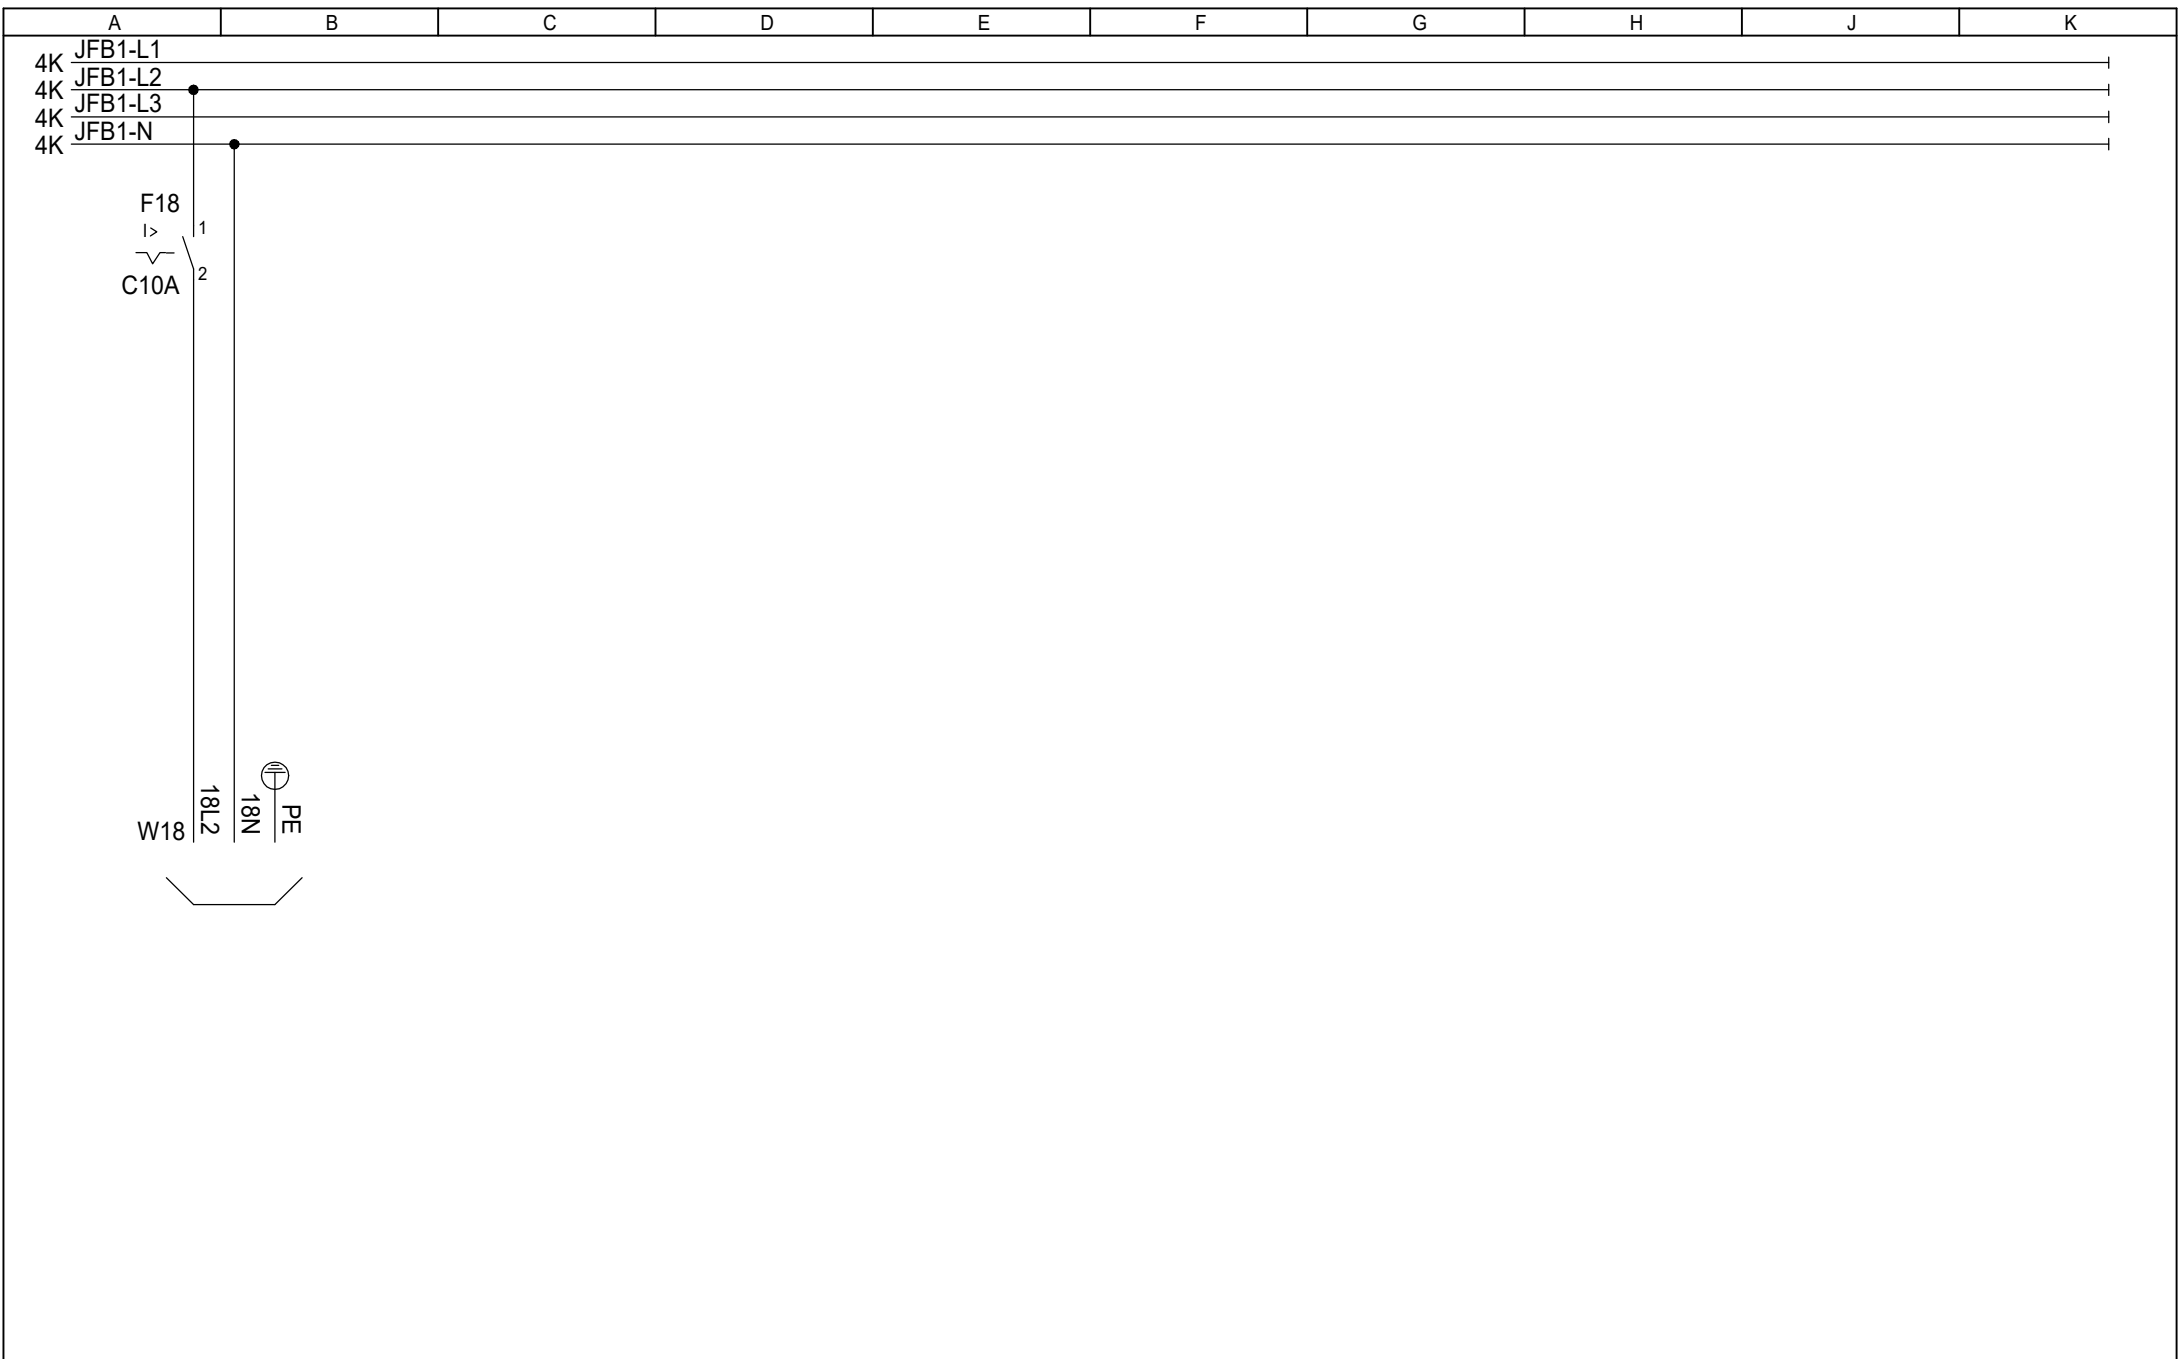 A B C D E F G H J K
4K JFB1-L1
4K JFB1-L2
4K JFB1-L3
4K JFB1-N
F18
I> 1
2
C10A
W18 18L2 18N PE